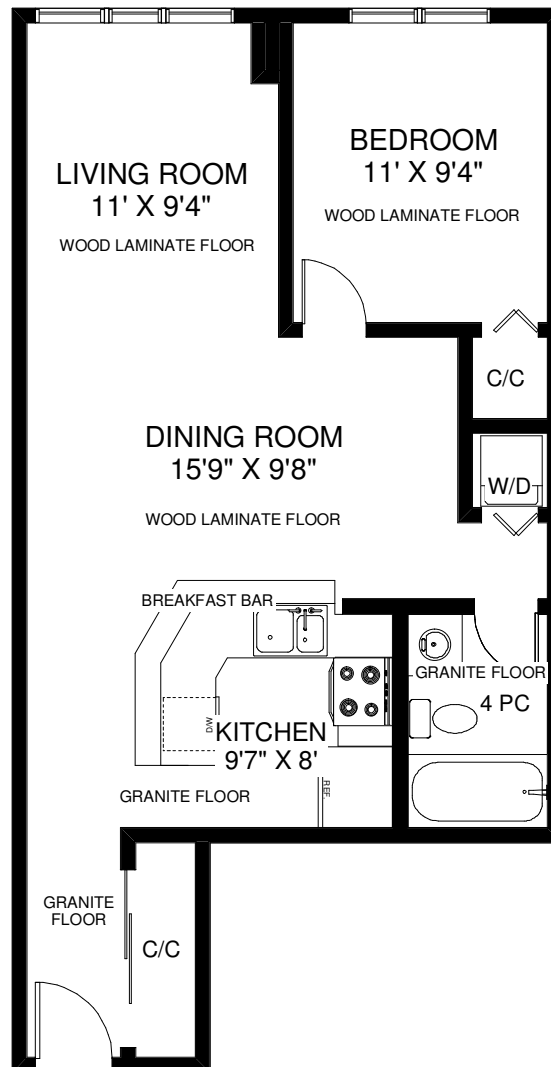 LIVING ROOM
11' X 9'4"
WOOD LAMINATE FLOOR
BEDROOM
11' X 9'4"
WOOD LAMINATE FLOOR
C/C
DINING ROOM
15'9" X 9'8"
WOOD LAMINATE FLOOR
W/D
BREAKFAST BAR
GRANITE FLOOR
4 PC
D/W
KITCHEN
9'7" X 8'
REF.
GRANITE FLOOR
GRANITE
FLOOR
C/C